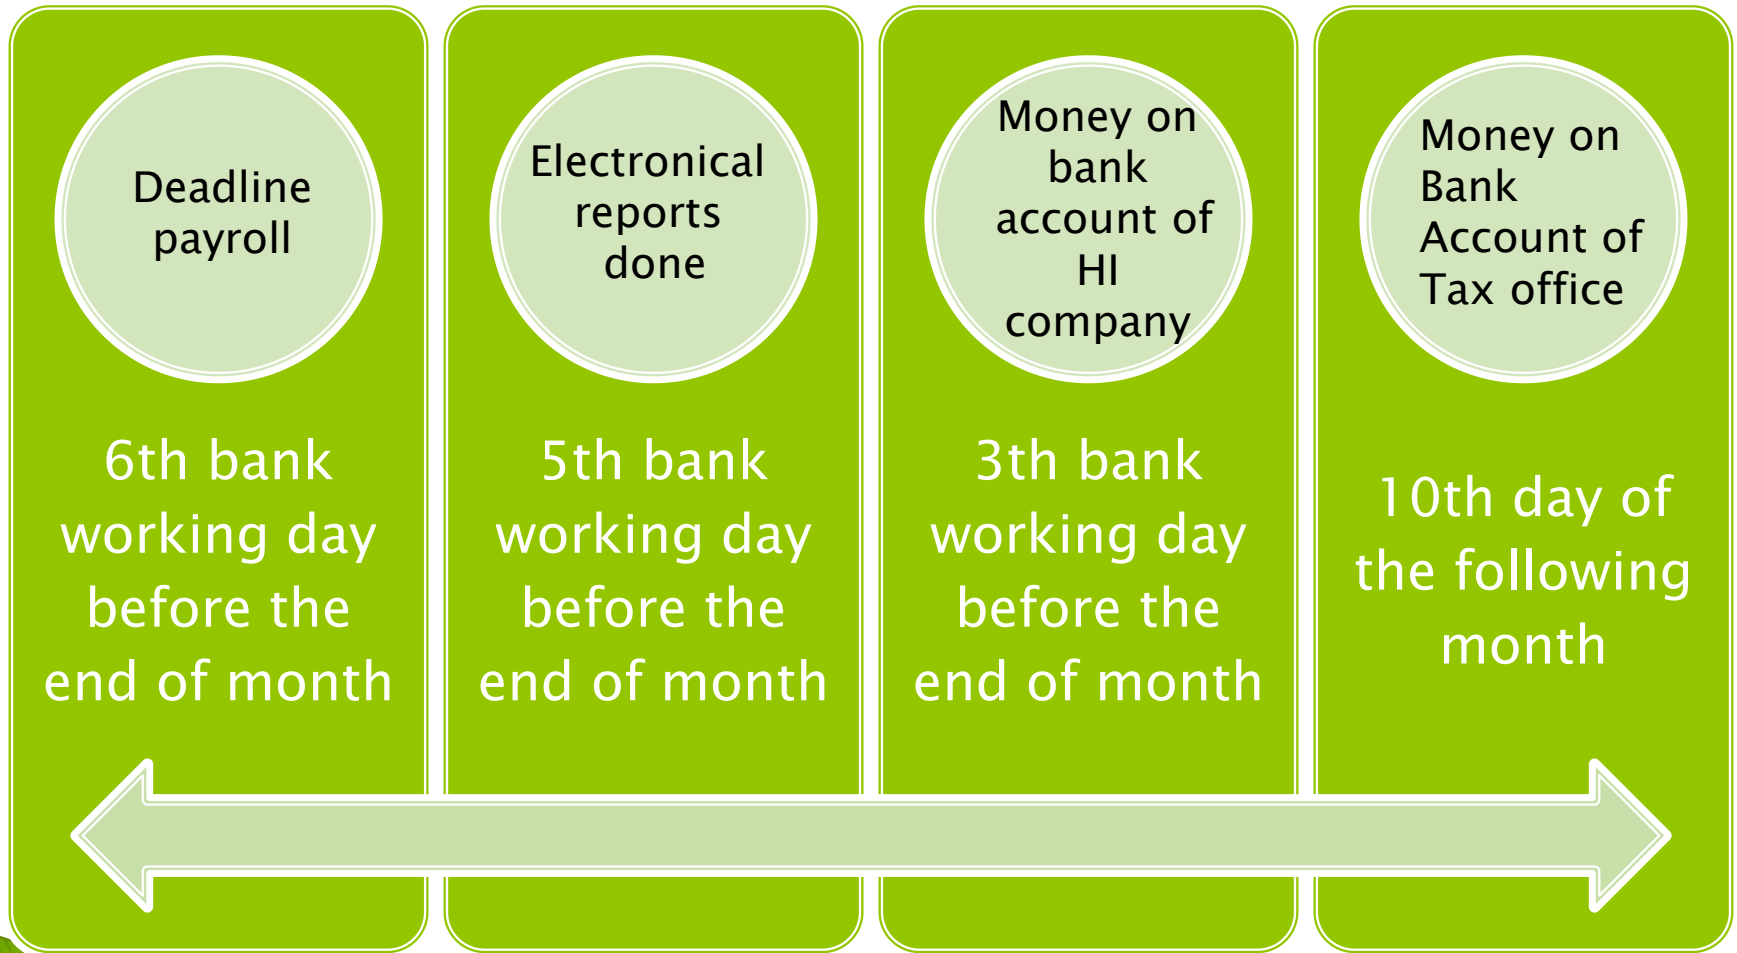 Deadline
payroll
6th bank
working day
before the
end of month
Electronical
reports
done
5th bank
working day
before the
end of month
Money on
bank
account of
HI
company
3th bank
working day
before the
end of month
Money on
Bank
Account of
Tax office
10th day of
the following
month